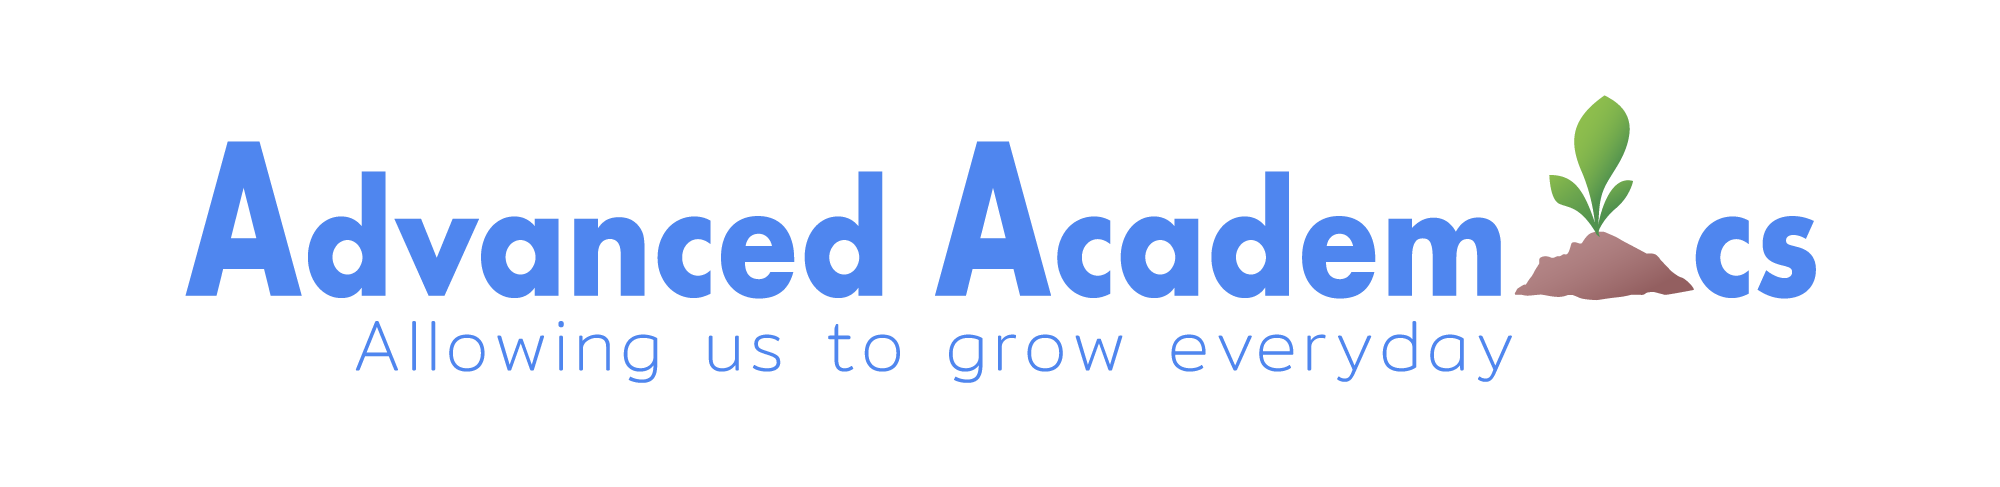 Advanced Academics
Allowing us to grow everyday